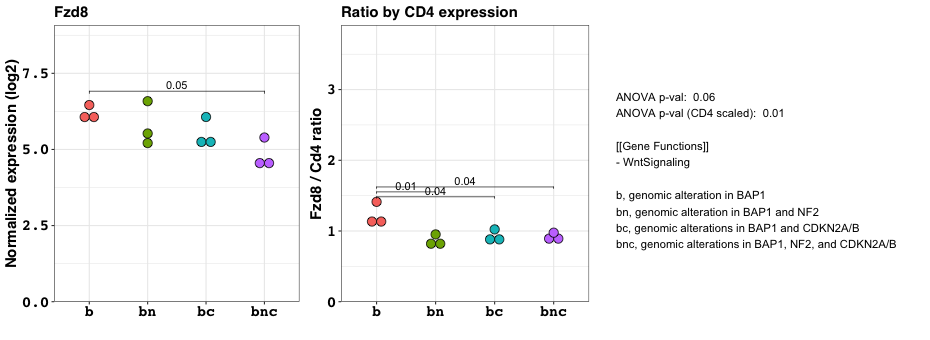 Fzd8
Normalized expression (log2)
7.5
5.0
2.5
0.0
0.05
b bn bc bnc
Ratio by CD4 expression
Fzd8 / Cd4 ratio
3
2
1
0
0.04
0.01
0.04
b bn bc bnc
ANOVA p-val: 0.06
ANOVA p-val (CD4 scaled): 0.01
[[Gene Functions]]
- WntSignaling
b, genomic alteration in BAP1
bn, genomic alteration in BAP1 and NF2
bc, genomic alterations in BAP1 and CDKN2A/B
bnc, genomic alterations in BAP1, NF2, and CDKN2A/B